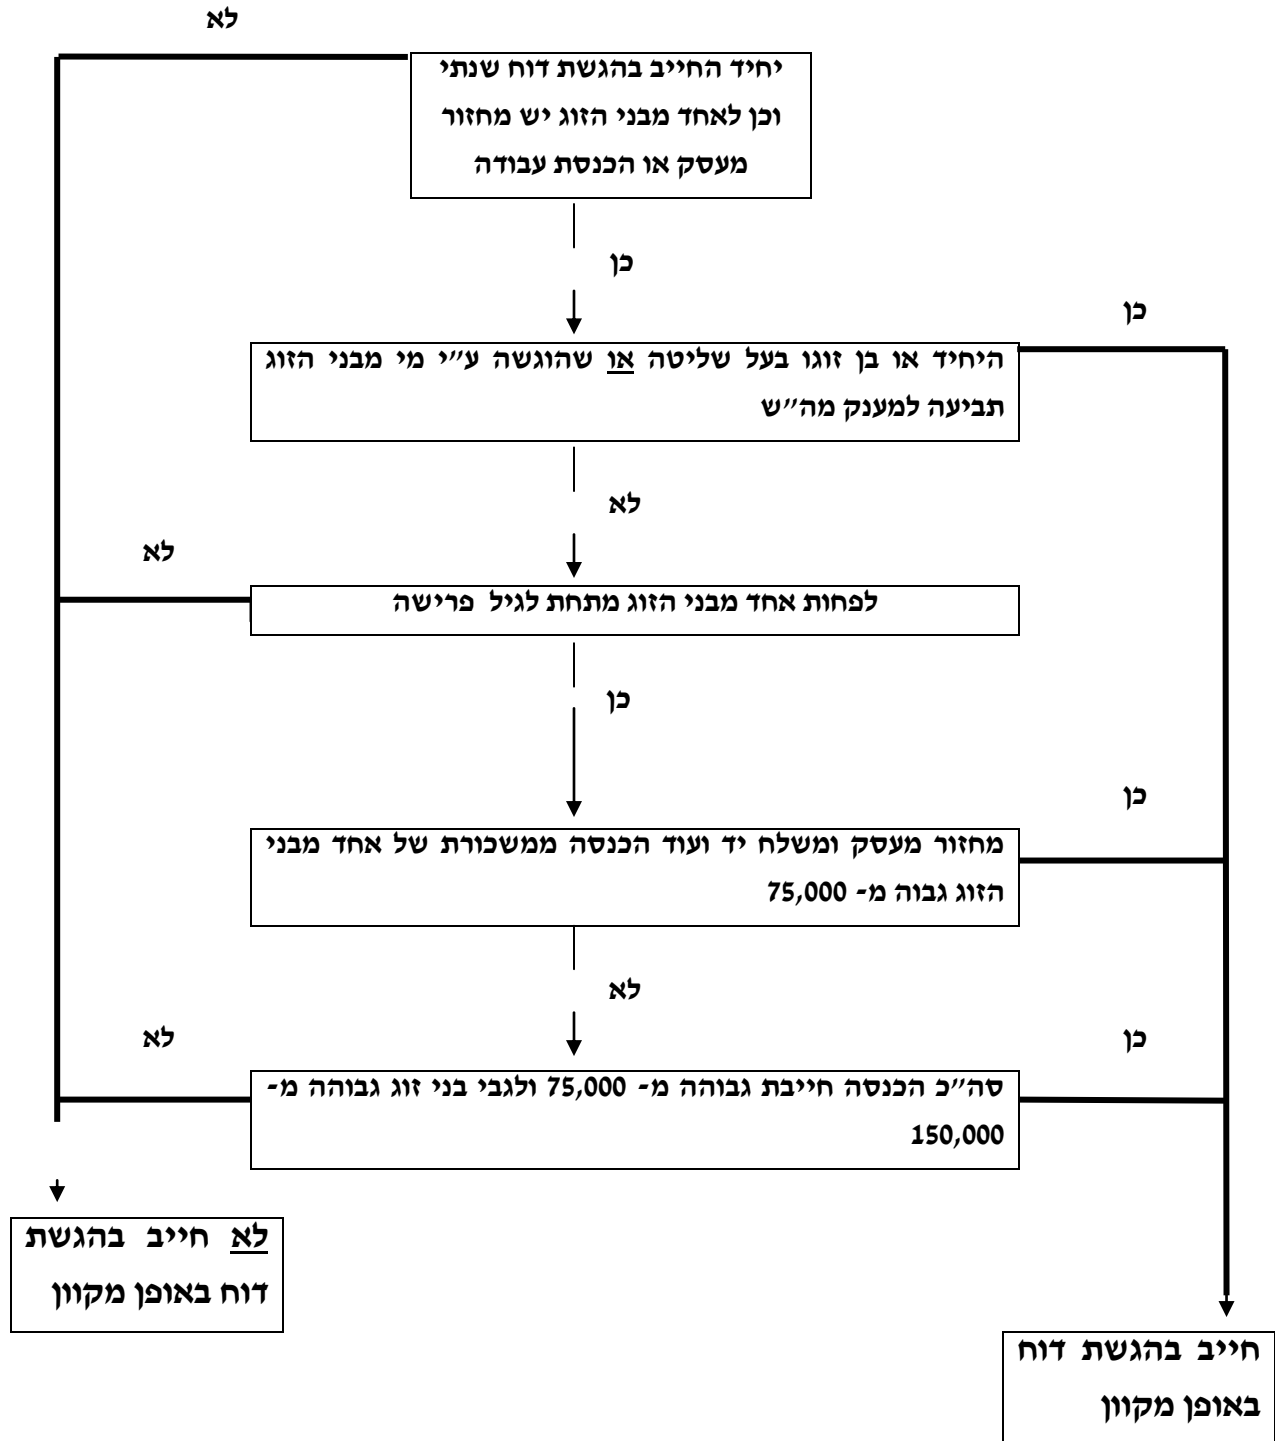 לא
יחיד החייב בהגשת דוח שנתי
וכן לאחד מבני הזוג יש מחזור
מעסק או הכנסת עבודה
כן
כן
היחיד או בן זוגו בעל שליטה או שהוגשה ע״י מי מבני הזוג
תביעה למענק מה״ש
לא
לא
לפחות אחד מבני הזוג מתחת לגיל פרישה
כן
כן
מחזור מעסק ומשלח יד ועוד הכנסה ממשכורת של אחד מבני
הזוג גבוה מ- 75,000
לא
כן
לא
סה״כ הכנסה חייבת גבוהה מ- 75,000 ולגבי בני זוג גבוהה מ-
150,000
לא חייב בהגשת
דוח באופן מקוון
חייב בהגשת דוח
באופן מקוון